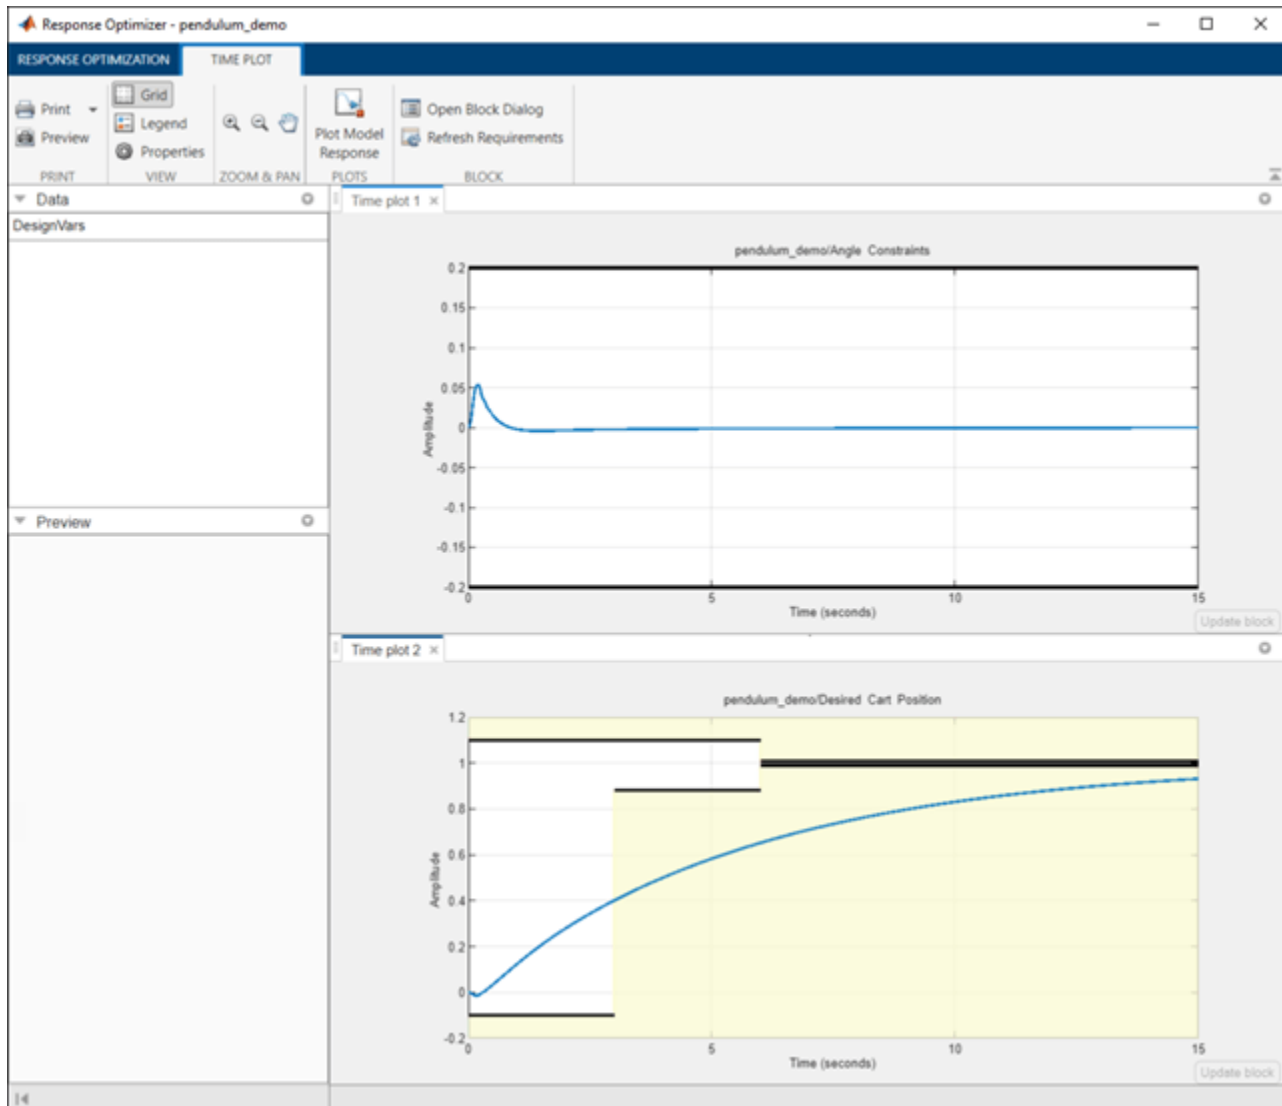 Response Optimizer - pendulum_demo
RESPONSE OPTIMIZATION
TIME PLOT
Print
Preview
PRINT
Grid
Legend
Properties
VIEW
ZOOM & PAN
Plot Model
Response
PLOTS
Open Block Dialog
Refresh Requirements
BLOCK
Data
DesignVars
Preview
Time plot 1
pendulum_demo/Angle Constraints
0.2
0.15
0.1
0.05
0
-0.05
-0.1
-0.15
-0.2
Amplitude
0 5 10 15
Time (seconds)
Update block
Time plot 2
pendulum_demo/Desired Cart Position
1.2
1
0.8
0.6
0.4
0.2
0
-0.2
Amplitude
0 5 10 15
Time (seconds)
Update block